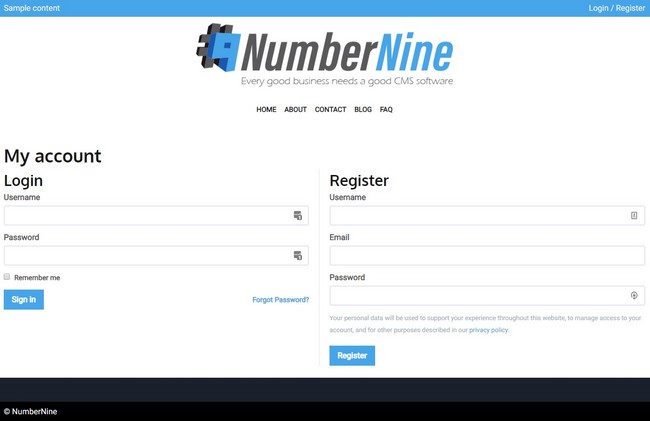 Sample content
Login / Register
NumberNine
Every good business needs a good CMS software
HOME ABOUT CONTACT BLOG FAQ
My account
Login
Username
Password
Remember me
Sign in
Forgot Password?
Register
Username
Email
Password
Your personal data will be used to support your experience throughout this website, to manage access to your
account, and for other purposes described in our privacy policy.
Register
© NumberNine